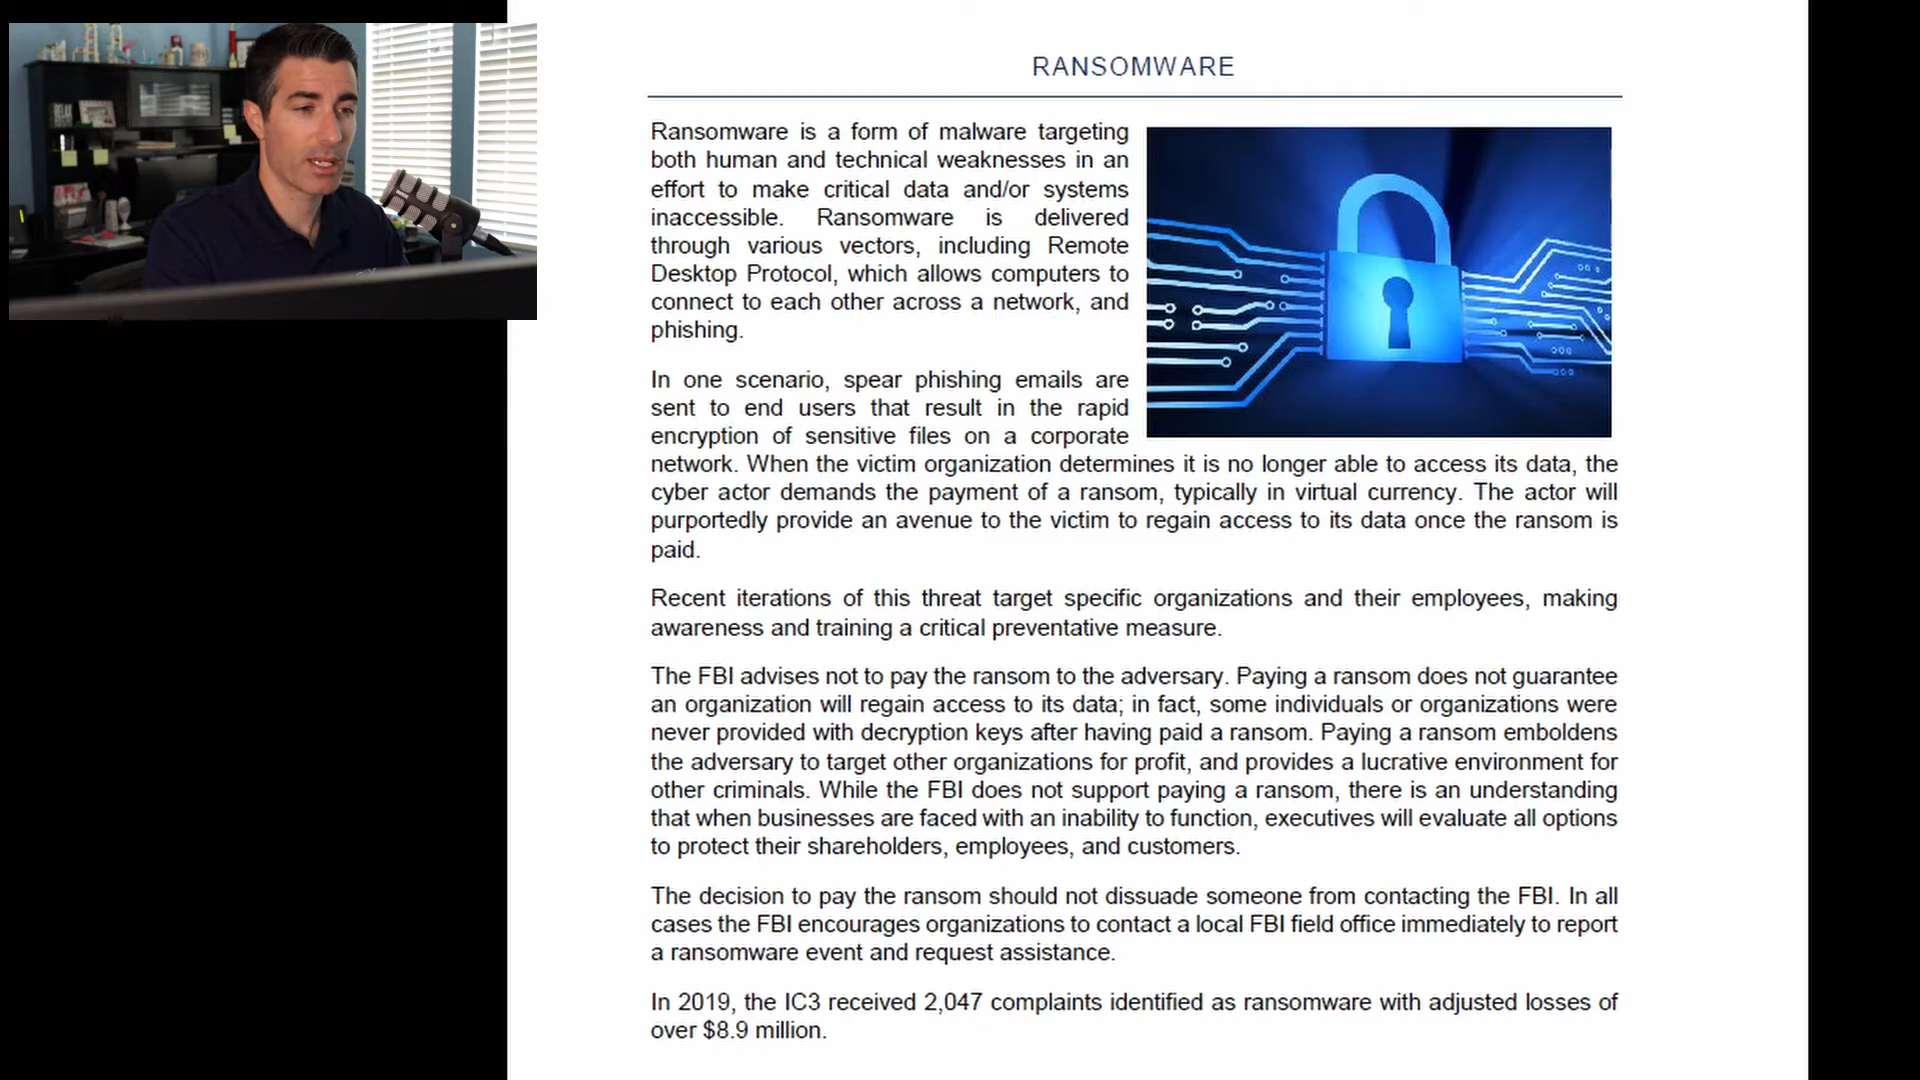 RANSOMWARE
Ransomware is a form of malware targeting
both human and technical weaknesses in an
effort to make critical data and/or systems
inaccessible. Ransomware is delivered
through various vectors, including Remote
Desktop Protocol, which allows computers to
connect to each other across a network, and
phishing.
In one scenario, spear phishing emails are
sent to end users that result in the rapid
encryption of sensitive files on a corporate
network. When the victim organization determines it is no longer able to access its data, the
cyber actor demands the payment of a ransom, typically in virtual currency. The actor will
purportedly provide an avenue to the victim to regain access to its data once the ransom is
paid.
Recent iterations of this threat target specific organizations and their employees, making
awareness and training a critical preventative measure.
The FBI advises not to pay the ransom to the adversary. Paying a ransom does not guarantee
an organization will regain access to its data; in fact, some individuals or organizations were
never provided with decryption keys after having paid a ransom. Paying a ransom emboldens
the adversary to target other organizations for profit, and provides a lucrative environment for
other criminals. While the FBI does not support paying a ransom, there is an understanding
that when businesses are faced with an inability to function, executives will evaluate all options
to protect their shareholders, employees, and customers.
The decision to pay the ransom should not dissuade someone from contacting the FBI. In all
cases the FBI encourages organizations to contact a local FBI field office immediately to report
a ransomware event and request assistance.
In 2019, the IC3 received 2,047 complaints identified as ransomware with adjusted losses of
over $8.9 million.